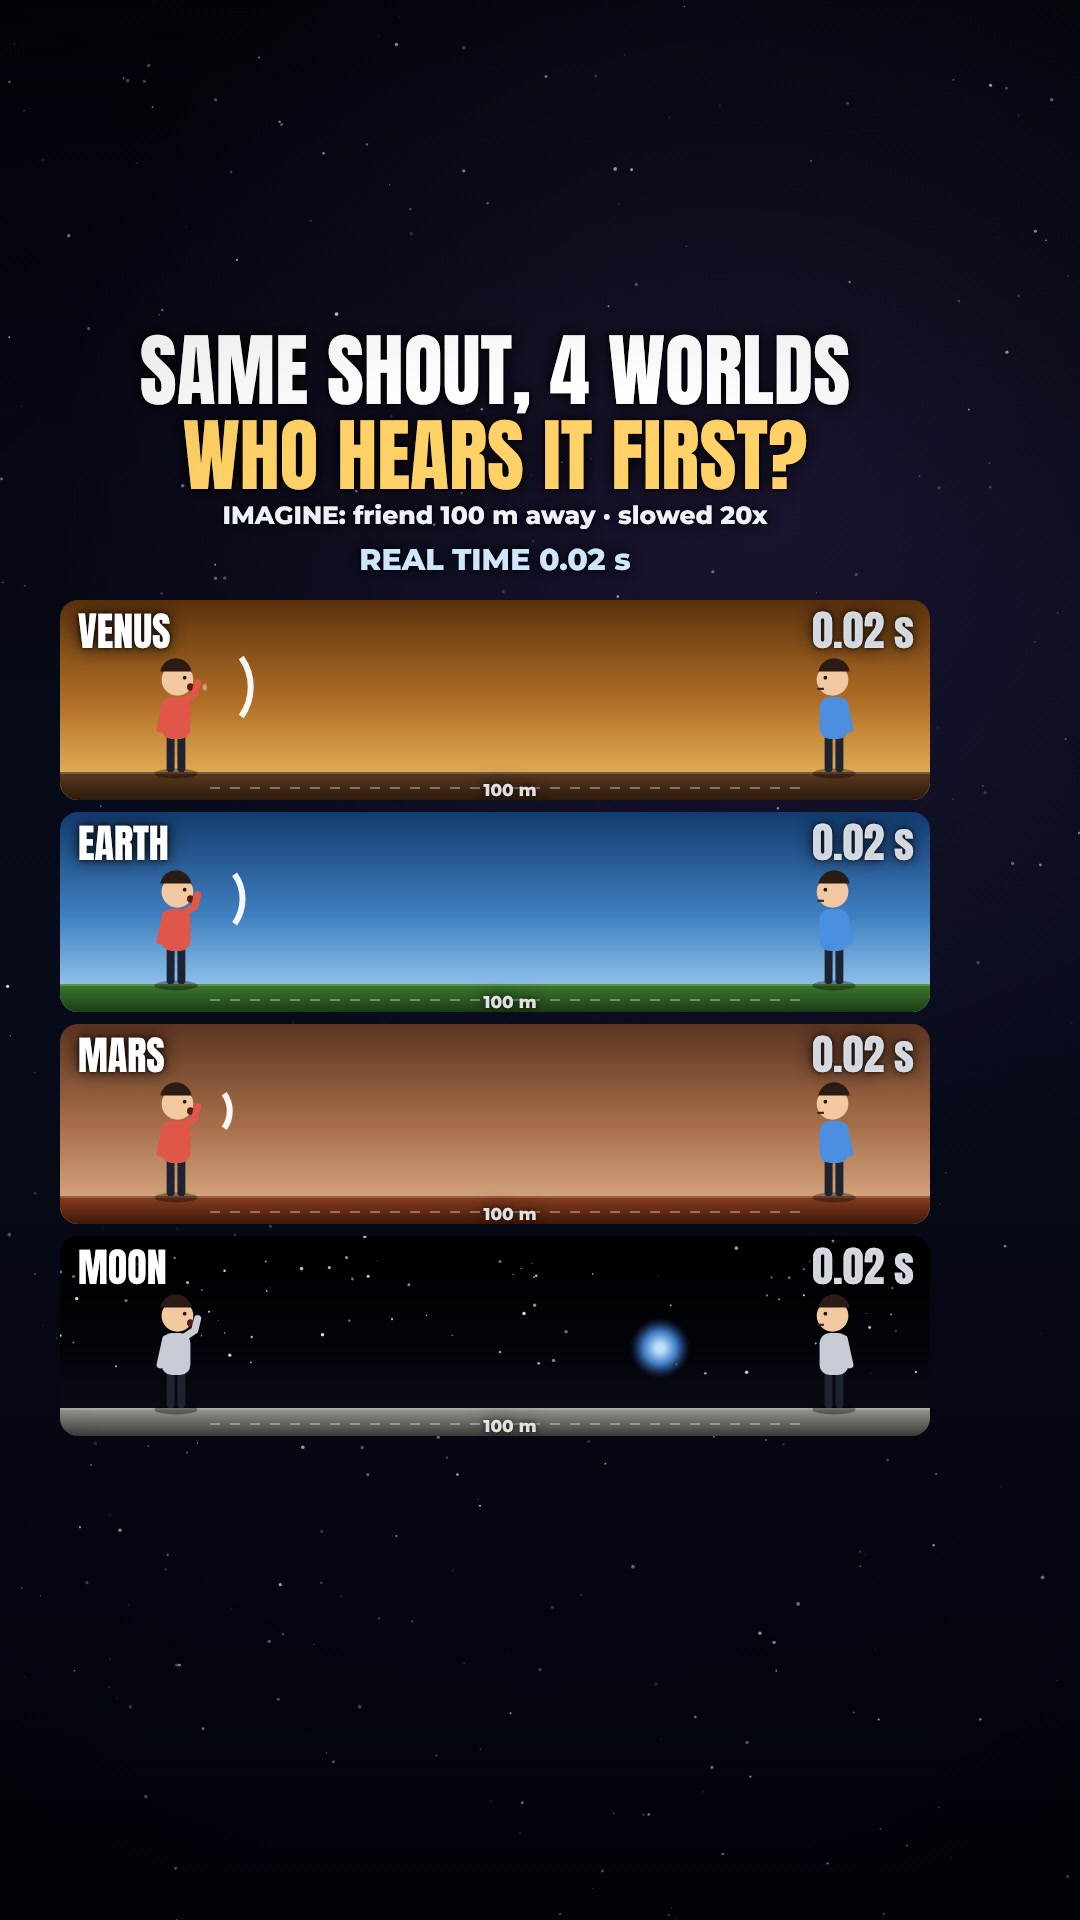 SAME SHOUT, 4 WORLDS
WHO HEARS IT FIRST?
IMAGINE: friend 100 m away · slowed 20x
REAL TIME 0.02 s
VENUS
0.02 s
100 m
EARTH
0.02 s
100 m
MARS
0.02 s
100 m
MOON
0.02 s
100 m